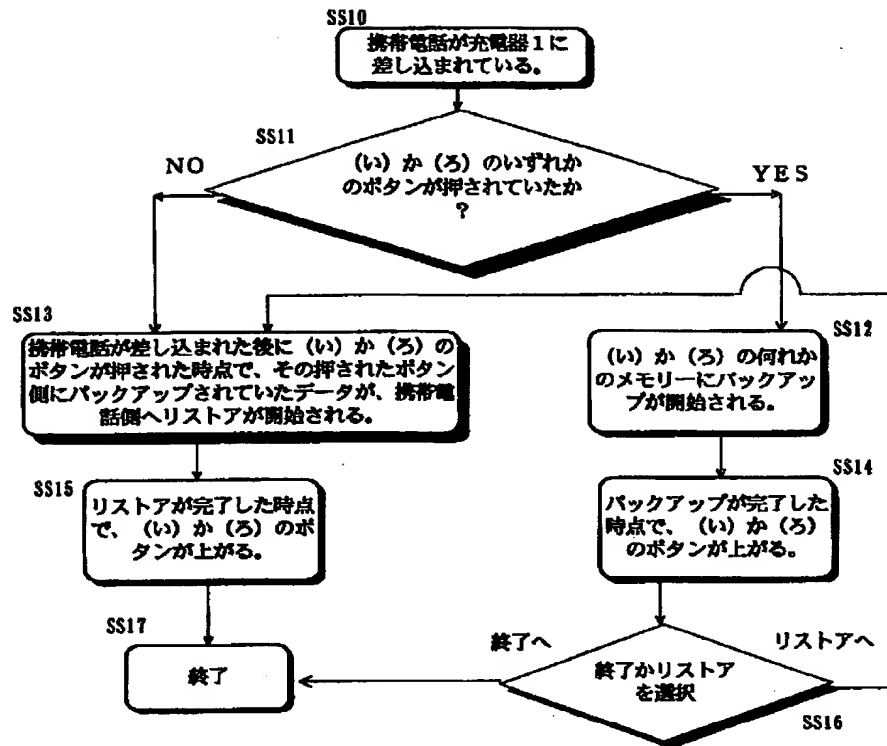 SS10
携帯電話が充電器１に
差し込まれている。
SS11
（い）か（ろ）のいずれか
のボタンが押されていたか
？
NO
YES
SS13
携帯電話が差し込まれた後に（い）か（ろ）の
ボタンが押された時点で、その押されたボタン
側にバックアップされていたデータが、携帯電
話側へリストアが開始される。
SS12
（い）か（ろ）の何れか
のメモリーにバックアッ
プが開始される。
SS15
リストアが完了した時点
で、（い）か（ろ）のボ
タンが上がる。
SS14
バックアップが完了した
時点で、（い）か（ろ）
のボタンが上がる。
SS17
終了
終了へ
リストアへ
終了かリストア
を選択
SS16